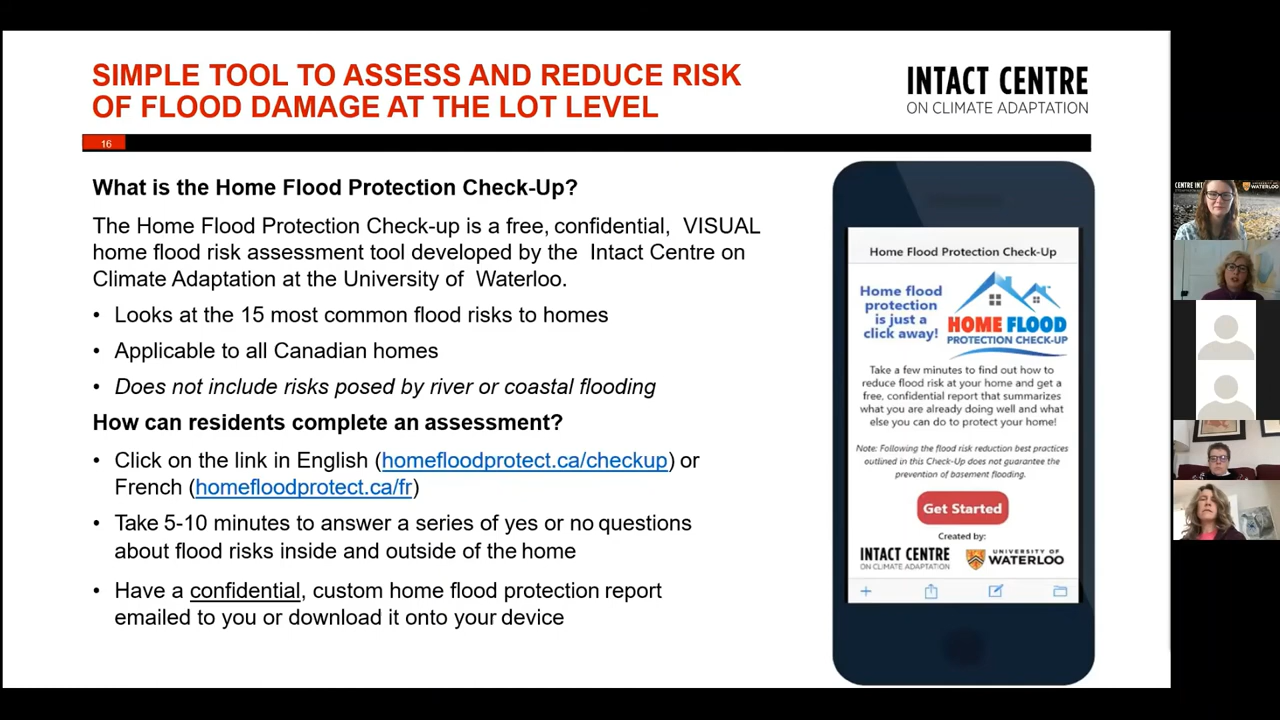 SIMPLE TOOL TO ASSESS AND REDUCE RISK
OF FLOOD DAMAGE AT THE LOT LEVEL
INTACT CENTRE
ON CLIMATE ADAPTATION
16
What is the Home Flood Protection Check-Up?
The Home Flood Protection Check-up is a free, confidential, VISUAL
home flood risk assessment tool developed by the Intact Centre on
Climate Adaptation at the University of Waterloo.
• Looks at the 15 most common flood risks to homes
• Applicable to all Canadian homes
• Does not include risks posed by river or coastal flooding
How can residents complete an assessment?
• Click on the link in English (homefloodprotect.ca/checkup) or
French (homefloodprotect.ca/fr)
• Take 5-10 minutes to answer a series of yes or no questions
about flood risks inside and outside of the home
• Have a confidential, custom home flood protection report
emailed to you or download it onto your device
Home Flood Protection Check-Up
Home flood
protection
is just a
click away!
HOME FLOOD
PROTECTION CHECK-UP
Take a few minutes to find out how to
reduce flood risk at your home and get a
free, confidential report that summarizes
what you are already doing well and what
else you can do to protect your home!
Note: Following the flood risk reduction best practices
outlined in this Check-Up does not guarantee the
prevention of basement flooding.
Get Started
Created by:
INTACT CENTRE
ON CLIMATE ADAPTATION
UNIVERSITY OF
WATERLOO
CENTRE
UNIVERSITY OF
WATERLOO